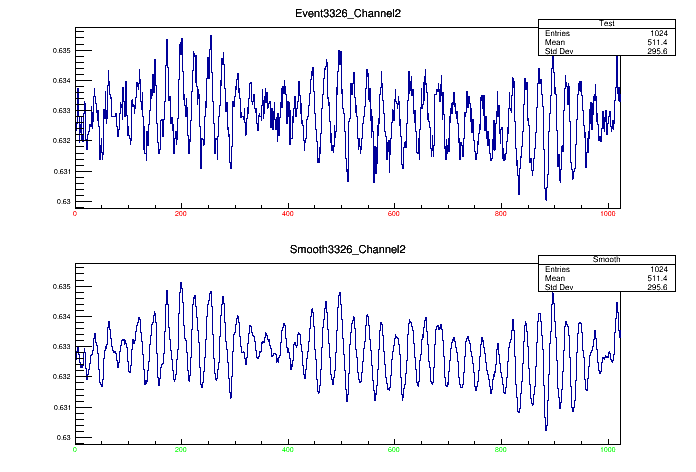 Event3326_Channel2
Test
Entries 1024
Mean 511.4
Std Dev 295.6
0.635
0.634
0.633
0.632
0.631
0.63
0 200 400 600 800 1000
Smooth3326_Channel2
Smooth
Entries 1024
Mean 511.4
Std Dev 295.6
0.635
0.634
0.633
0.632
0.631
0.63
0 200 400 600 800 1000